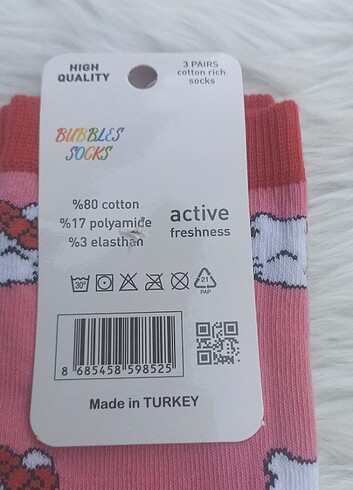 HIGH
QUALITY
3 PAIRS
cotton rich
socks
BUBBLES
SOCKS
%80 cotton
%17 polyamide
%3 elasthan
active
freshness
30°
21
PAP
8 685458 598525
Made in TURKEY